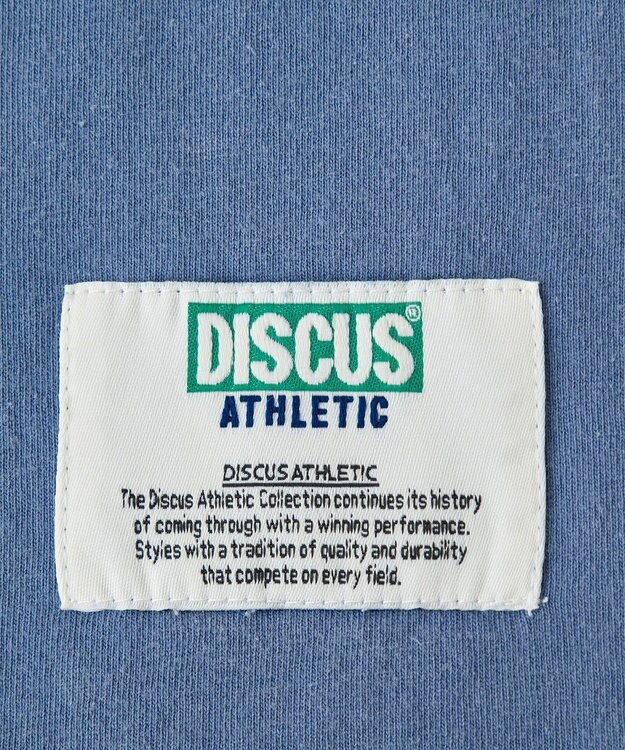 DISCUS®
ATHLETIC
DISCUS ATHLETIC
The Discus Athletic Collection continues its history
of coming through with a winning performance.
Styles with a tradition of quality and durability
that compete on every field.